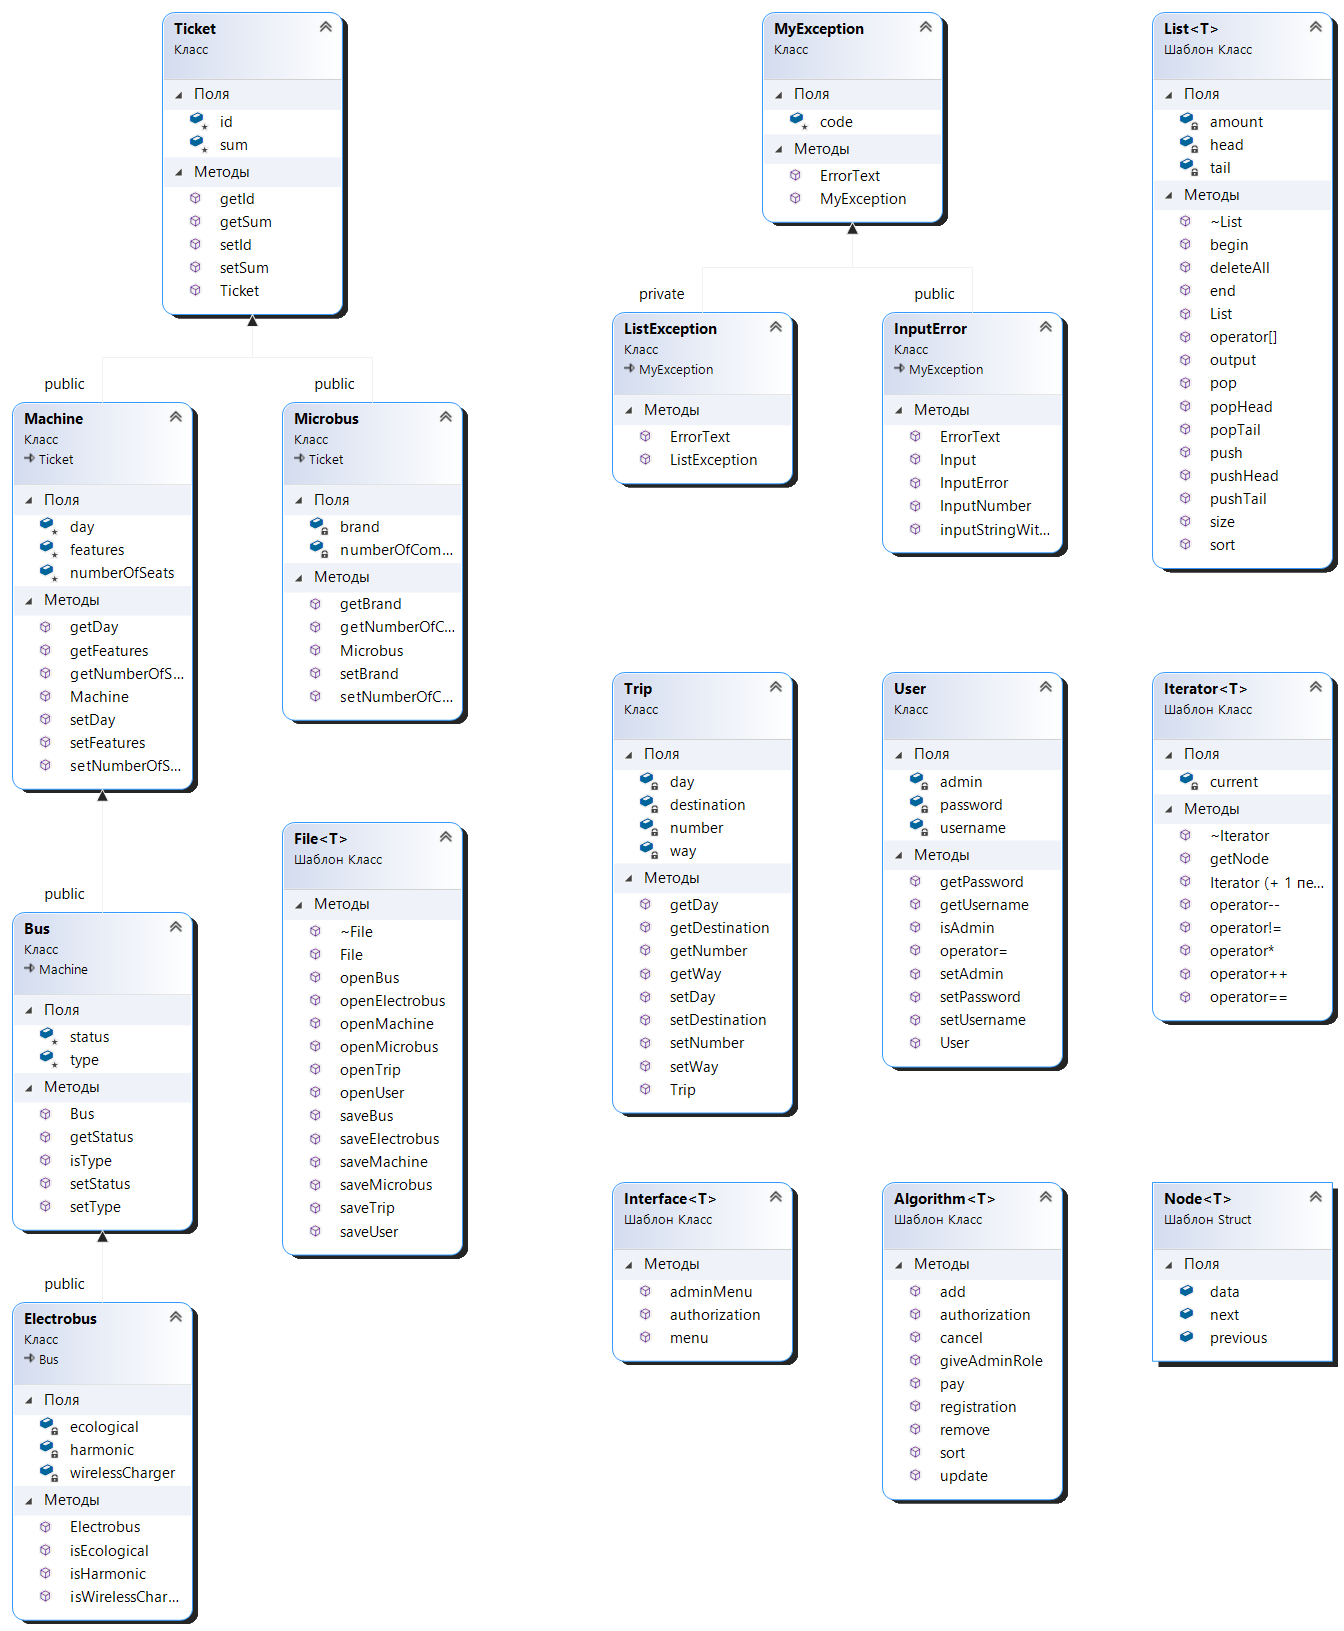 Ticket
Класс
Поля
id
sum
Методы
getId
getSum
setId
setSum
Ticket
MyException
Класс
Поля
code
Методы
ErrorText
MyException
List<T>
Шаблон Класс
Поля
amount
head
tail
Методы
~List
begin
deleteAll
end
List
operator[]
output
pop
popHead
popTail
push
pushHead
pushTail
size
sort
private
public
ListException
Класс
MyException
Методы
ErrorText
ListException
InputError
Класс
MyException
Методы
ErrorText
Input
InputError
InputNumber
inputStringWit...
public
public
Machine
Класс
Ticket
Поля
day
features
numberOfSeats
Методы
getDay
getFeatures
getNumberOfS...
Machine
setDay
setFeatures
setNumberOfS...
Microbus
Класс
Ticket
Поля
brand
numberOfCom...
Методы
getBrand
getNumberOfC...
Microbus
setBrand
setNumberOfC...
Trip
Класс
Поля
day
destination
number
way
Методы
getDay
getDestination
getNumber
getWay
setDay
setDestination
setNumber
setWay
Trip
User
Класс
Поля
admin
password
username
Методы
getPassword
getUsername
isAdmin
operator=
setAdmin
setPassword
setUsername
User
Iterator<T>
Шаблон Класс
Поля
current
Методы
~Iterator
getNode
Iterator (+ 1 пе...
operator--
operator!=
operator*
operator++
operator==
File<T>
Шаблон Класс
Методы
~File
File
openBus
openElectrobus
openMachine
openMicrobus
openTrip
openUser
saveBus
saveElectrobus
saveMachine
saveMicrobus
saveTrip
saveUser
public
Bus
Класс
Machine
Поля
status
type
Методы
Bus
getStatus
isType
setStatus
setType
Interface<T>
Шаблон Класс
Методы
adminMenu
authorization
menu
Algorithm<T>
Шаблон Класс
Методы
add
authorization
cancel
giveAdminRole
pay
registration
remove
sort
update
Node<T>
Шаблон Struct
Поля
data
next
previous
public
Electrobus
Класс
Bus
Поля
ecological
harmonic
wirelessCharger
Методы
Electrobus
isEcological
isHarmonic
isWirelessChar...